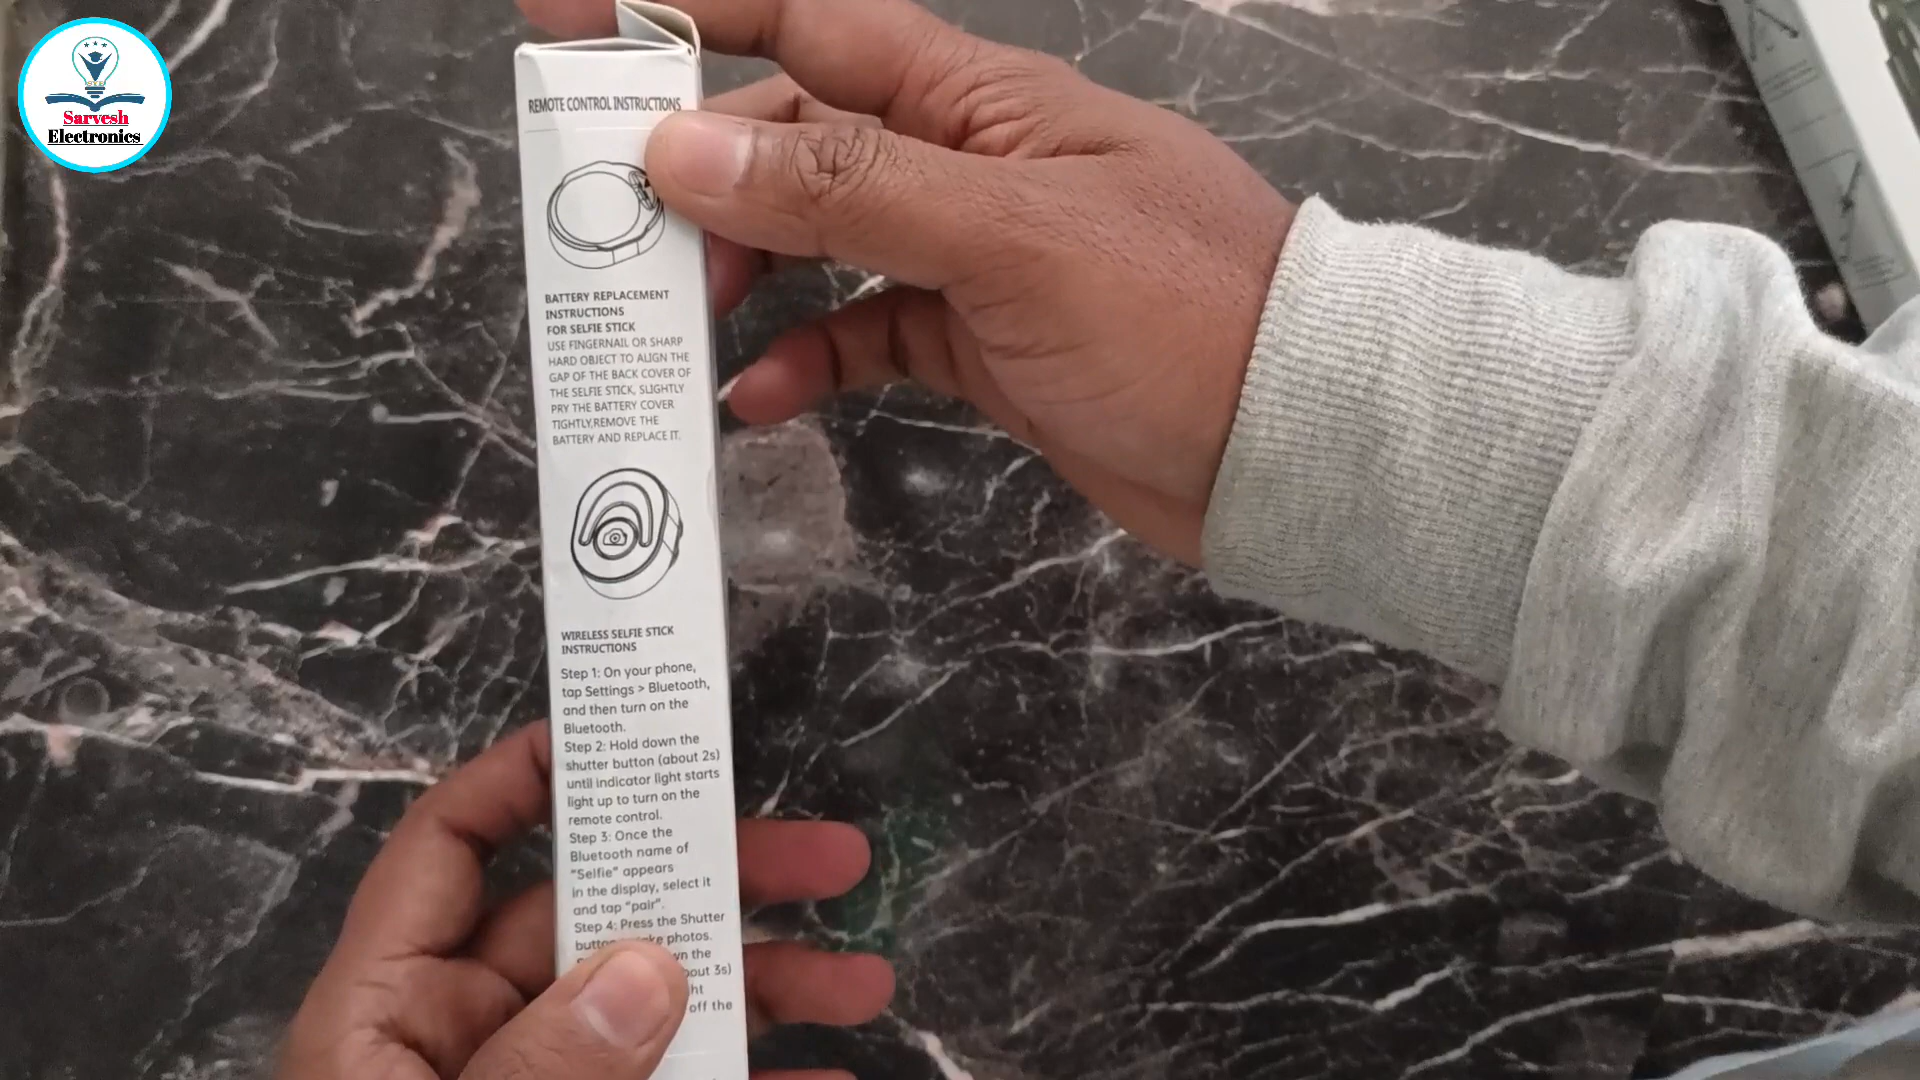 Sarvesh
Electronics
REMOTE CONTROL INSTRUCTIONS
BATTERY REPLACEMENT
INSTRUCTIONS
FOR SELFIE STICK
USE FINGERNAIL OR SHARP
HARD OBJECT TO ALIGN THE
GAP OF THE BACK COVER OF
THE SELFIE STICK, SLIGHTLY
PRY THE BATTERY COVER
TIGHTLY,REMOVE THE
BATTERY AND REPLACE IT.
WIRELESS SELFIE STICK
INSTRUCTIONS
Step 1: On your phone,
tap Settings > Bluetooth,
and then turn on the
Bluetooth.
Step 2: Hold down the
shutter button (about 2s)
until indicator light starts
light up to turn on the
remote control.
Step 3: Once the
Bluetooth name of
"Selfie" appears
in the display, select it
and tap "pair".
Step 4: Press the Shutter
photos.
the
3s)
off the